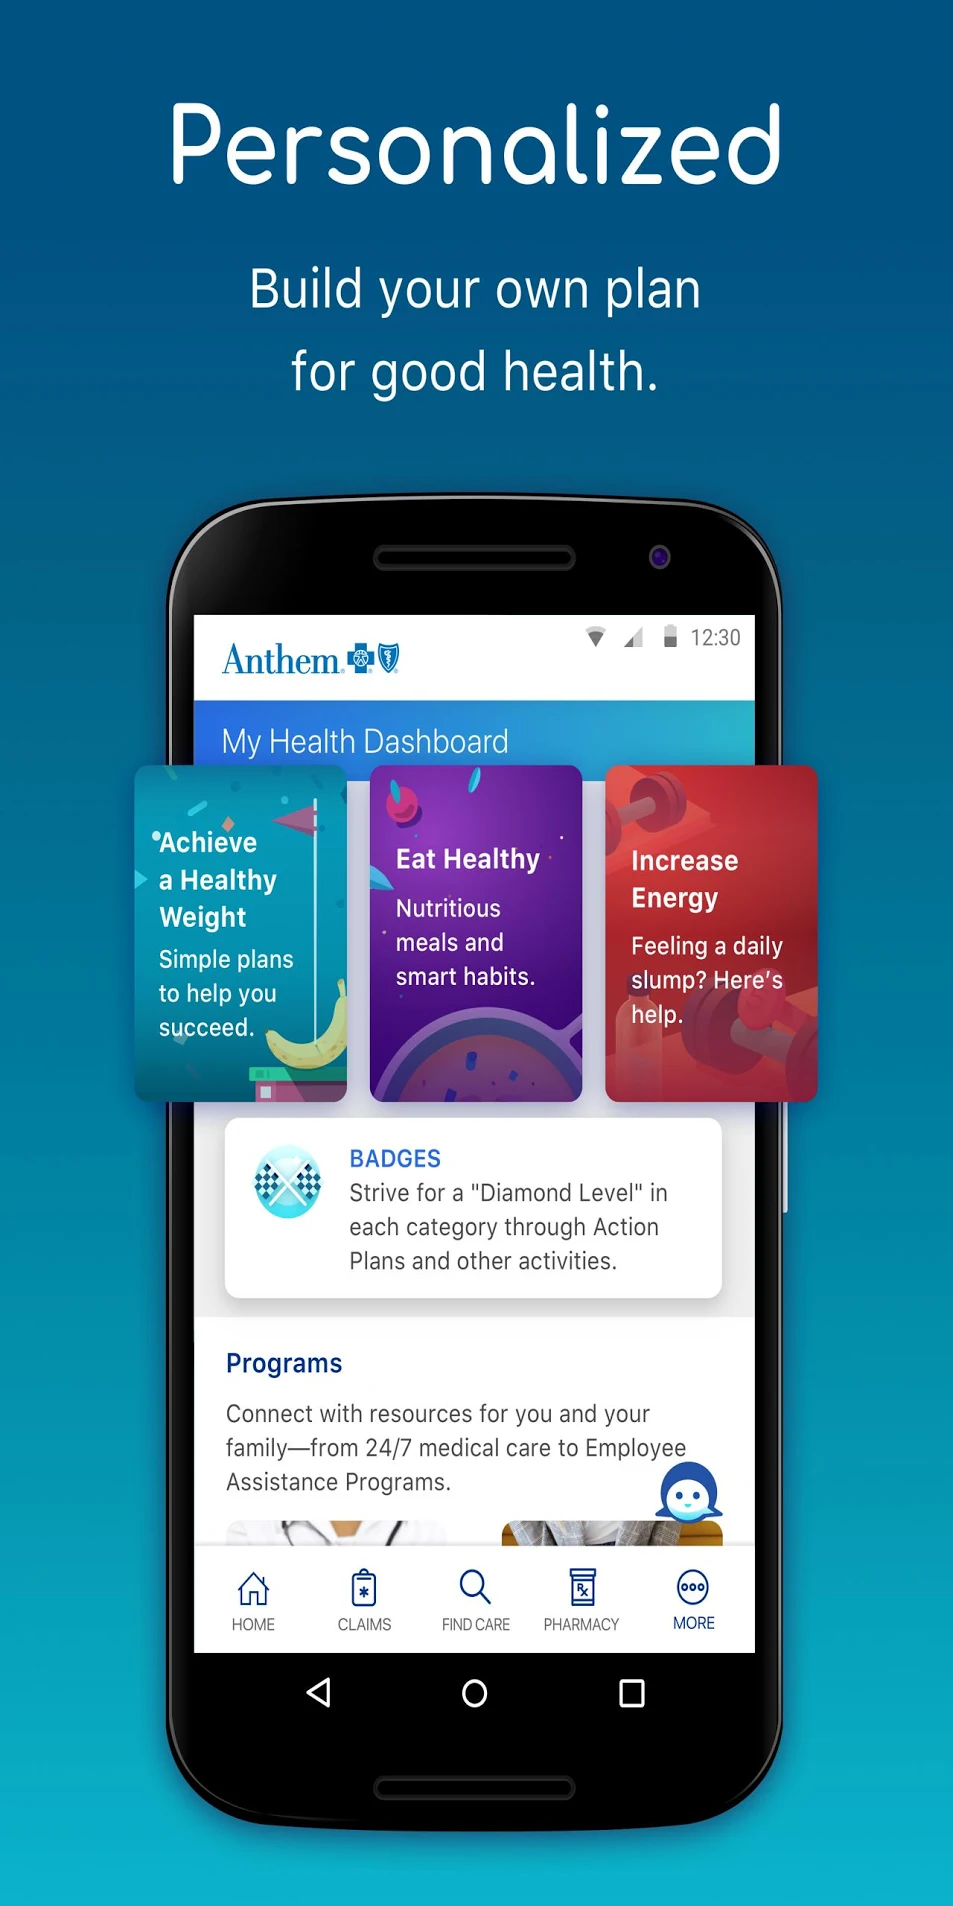 Personalized
Build your own plan
for good health.
Anthem
12:30
My Health Dashboard
Achieve
a Healthy
Weight
Simple plans
to help you
succeed.
Eat Healthy
Nutritious
meals and
smart habits.
Increase
Energy
Feeling a daily
slump? Here's
help.
BADGES
Strive for a "Diamond Level" in
each category through Action
Plans and other activities.
Programs
Connect with resources for you and your
family—from 24/7 medical care to Employee
Assistance Programs.
HOME
CLAIMS
FIND CARE
Rx
PHARMACY
MORE